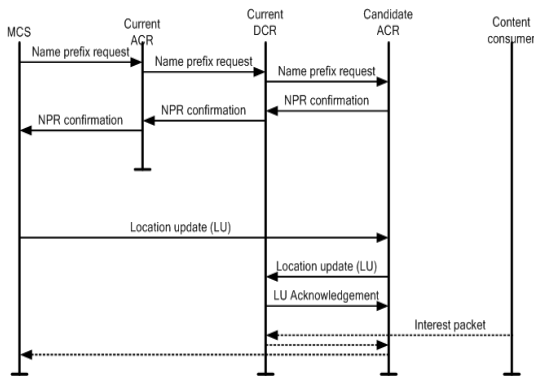 MCS
Current
ACR
Current
DCR
Candidate
ACR
Content
consumer
Name prefix request
Name prefix request
Name prefix request
NPR confirmation
NPR confirmation
NPR confirmation
Location update (LU)
Location update (LU)
LU Acknowledgement
Interest packet